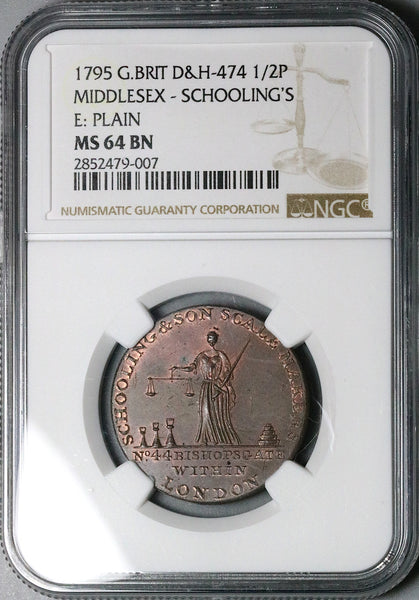 1795 G.BRIT D&H-474 1/2P
MIDDLESEX - SCHOOLING'S
E: PLAIN
MS 64 BN
2852479-007
NUMISMATIC GUARANTY CORPORATION
NGC®
SCHOOLING & SON SCALE MAKERS
No 44 BISHOPSGATE
WITHIN
LONDON